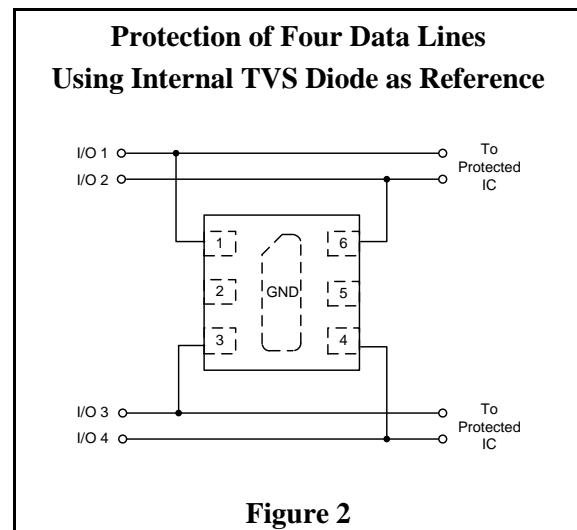 Protection of Four Data Lines
Using Internal TVS Diode as Reference
I/O 1
To
Protected
IC
I/O 2
1
6
2
GND
5
3
4
I/O 3
To
Protected
IC
I/O 4
Figure 2